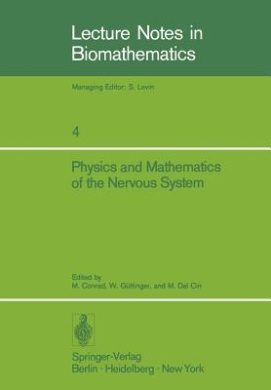 Lecture Notes in
Biomathematics
Managing Editor: S. Levin
4
Physics and Mathematics
of the Nervous System
Edited by
M. Conrad, W. Güttinger, and M. Dal Cin
Springer-Verlag
Berlin · Heidelberg · New York